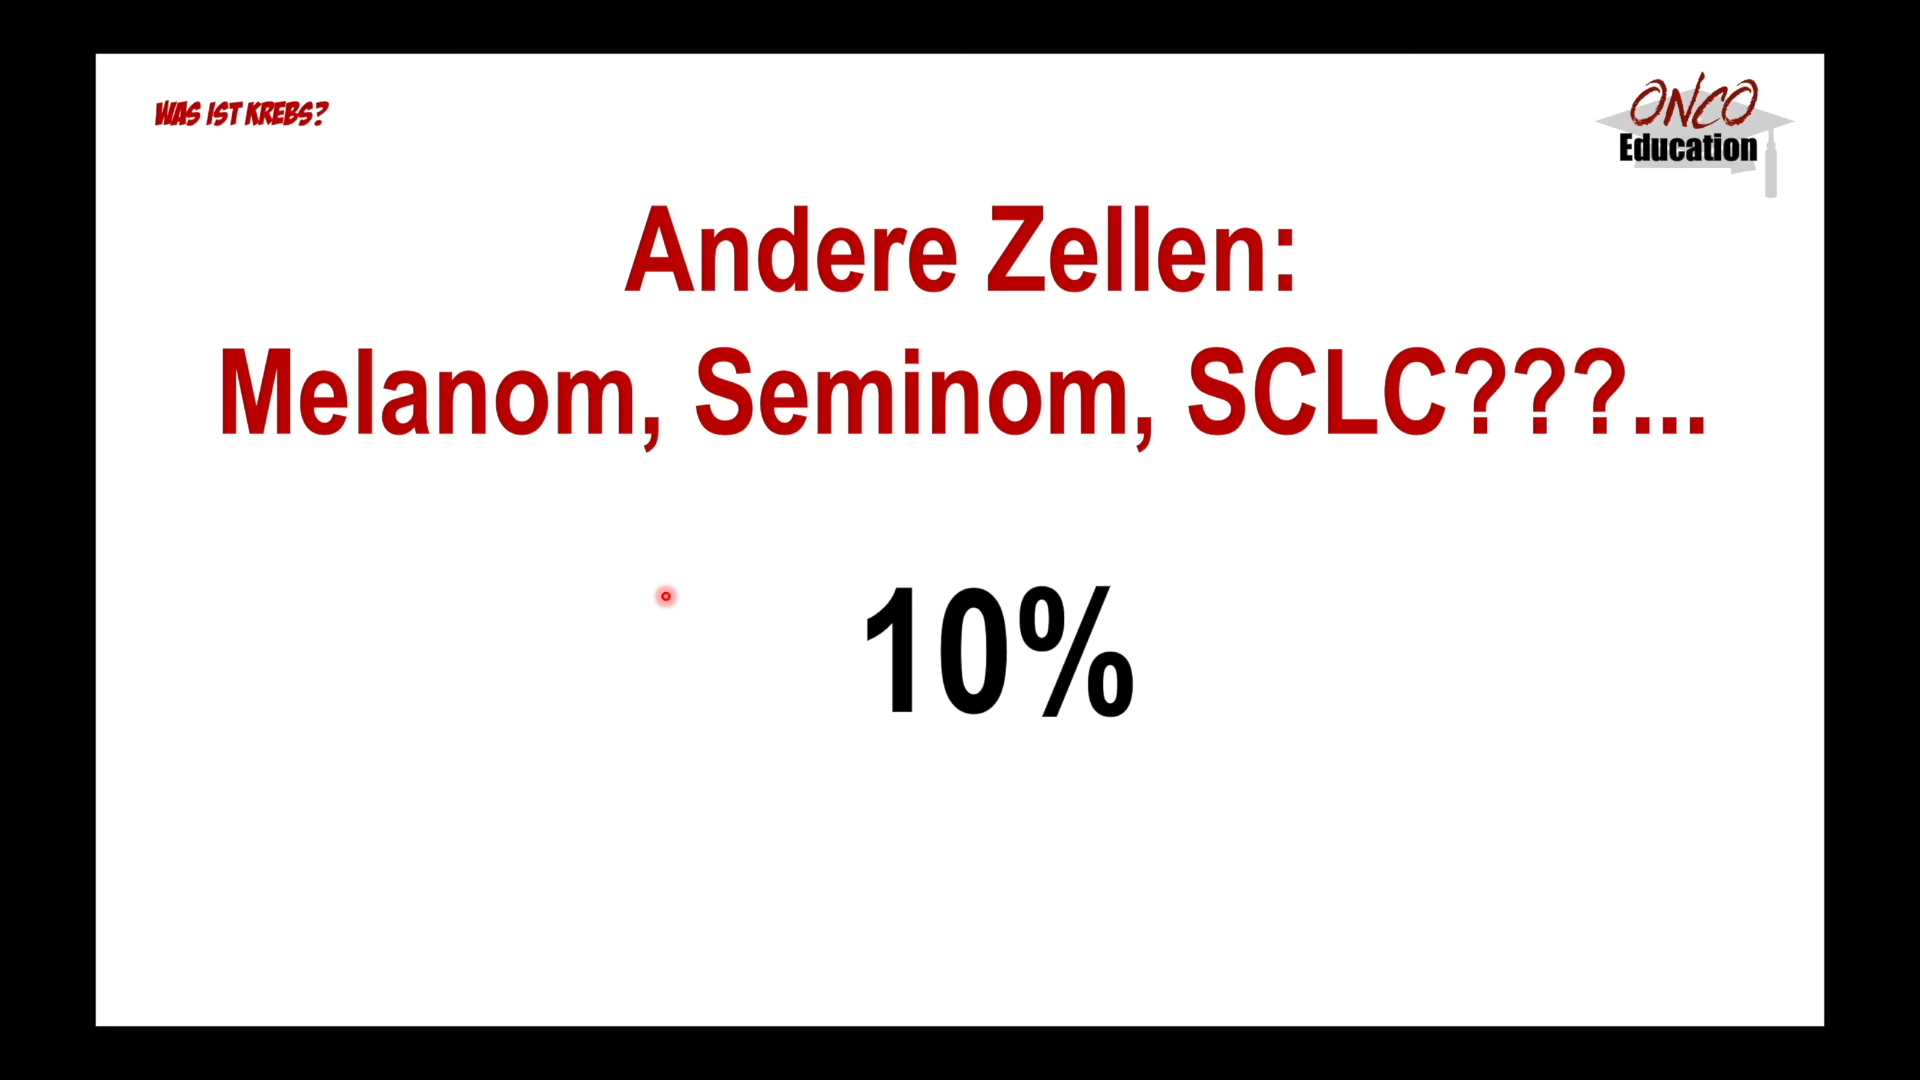 WAS IST KREBS?
ONCO
Education
Andere Zellen:
Melanom, Seminom, SCLC???...
10%